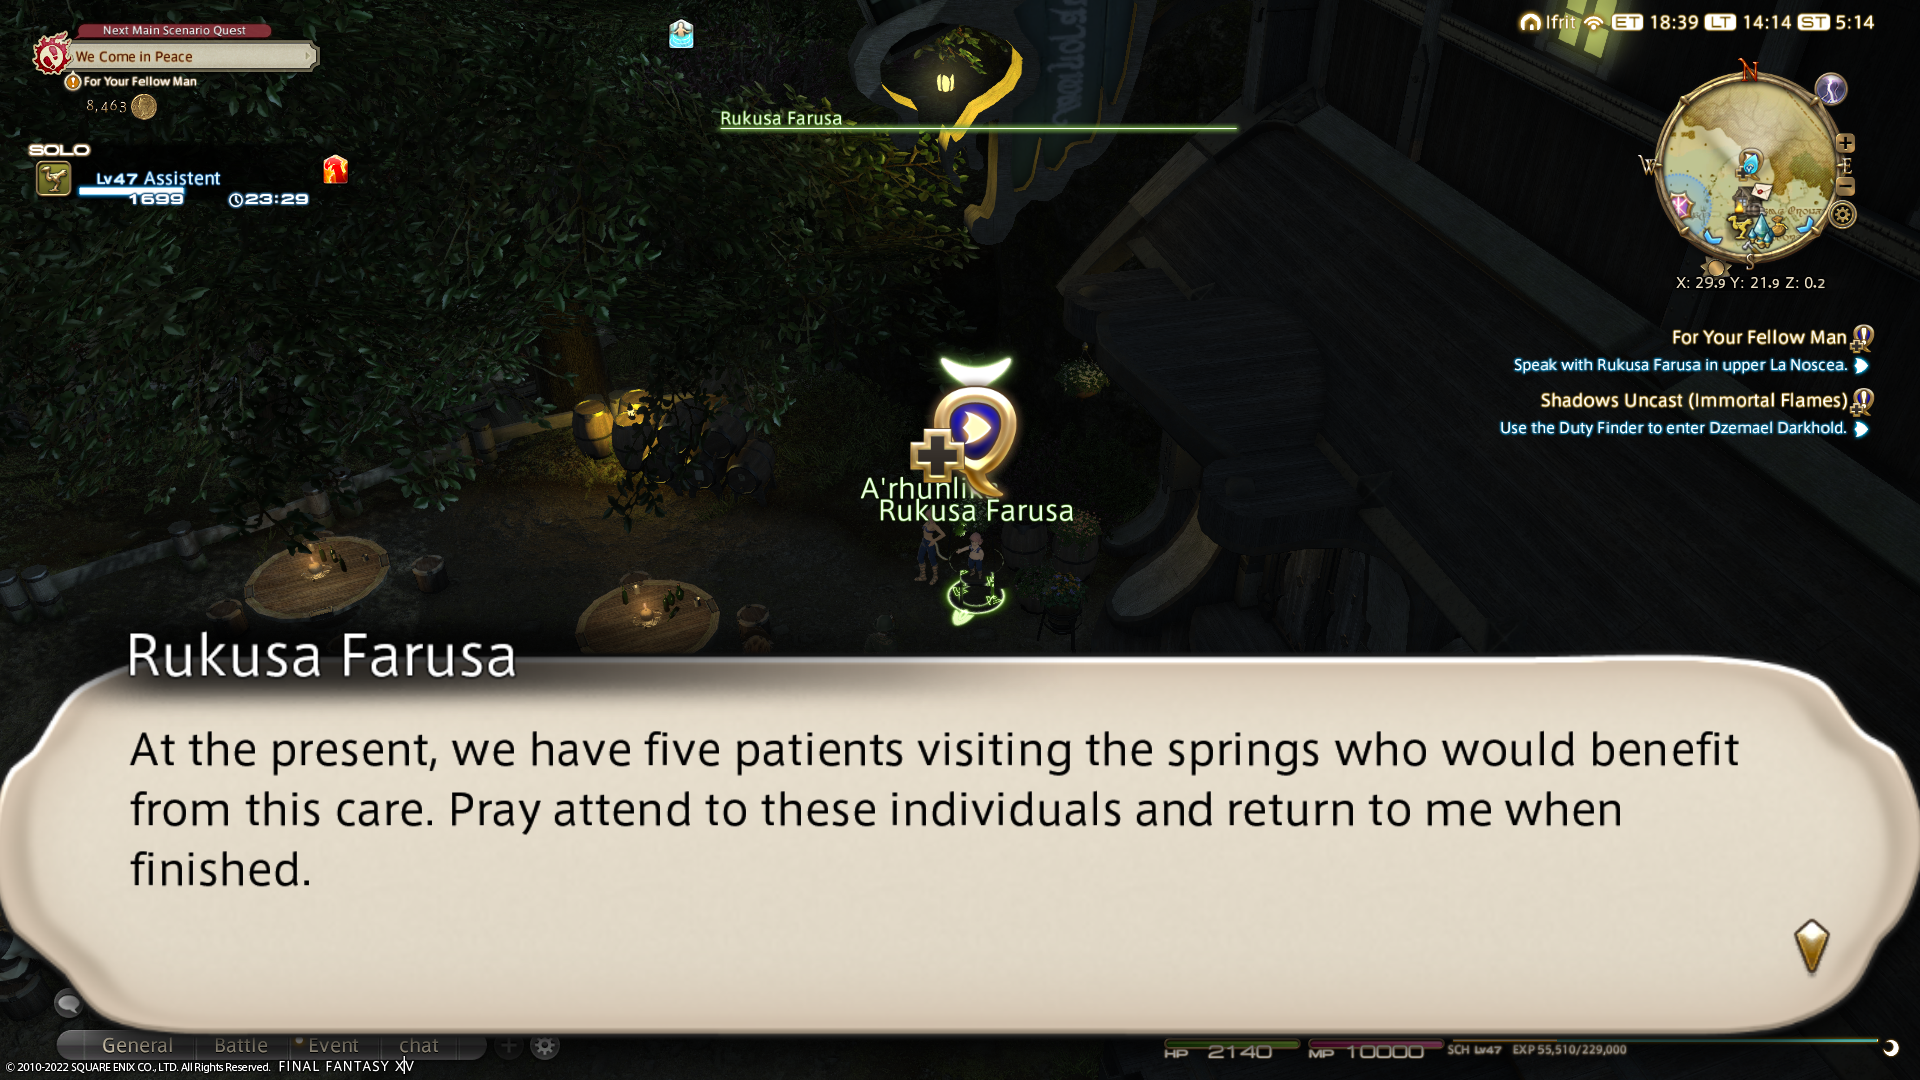 Next Main Scenario Quest
We Come in Peace
For Your Fellow Man
8,463
SOLO
Lv47 Assistent
1699 23:29
Ifrit ET 18:39 LT 14:14 ST 5:14
N
W E
S
X: 29.9 Y: 21.9 Z: 0.2
For Your Fellow Man
Speak with Rukusa Farusa in upper La Noscea.
Shadows Uncast (Immortal Flames)
Use the Duty Finder to enter Dzemael Darkhold.
Rukusa Farusa
Rukusa Farusa
Rukusa Farusa
At the present, we have five patients visiting the springs who would benefit
from this care. Pray attend to these individuals and return to me when
finished.
General Battle Event chat
HP 2140 MP 10000 SCH Lv47 EXP 55,510/229,000
© 2010-2022 SQUARE ENIX CO., LTD. All Rights Reserved. FINAL FANTASY XIV